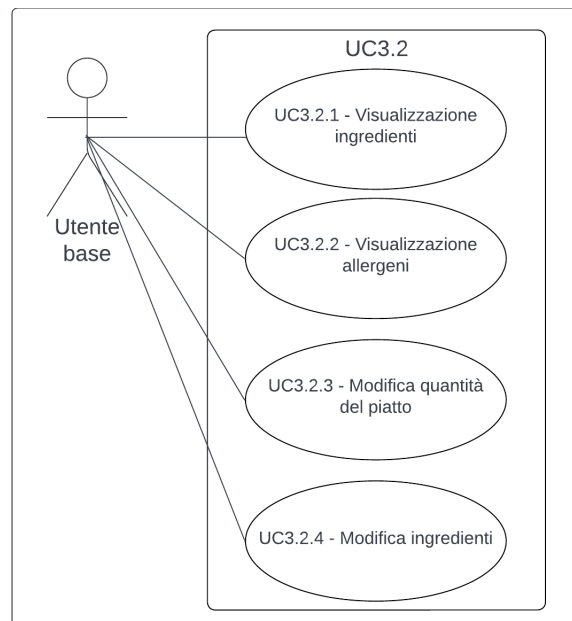 UC3.2
UC3.2.1 - Visualizzazione
ingredienti
Utente
base
UC3.2.2 - Visualizzazione
allergeni
UC3.2.3 - Modifica quantità
del piatto
UC3.2.4 - Modifica ingredienti